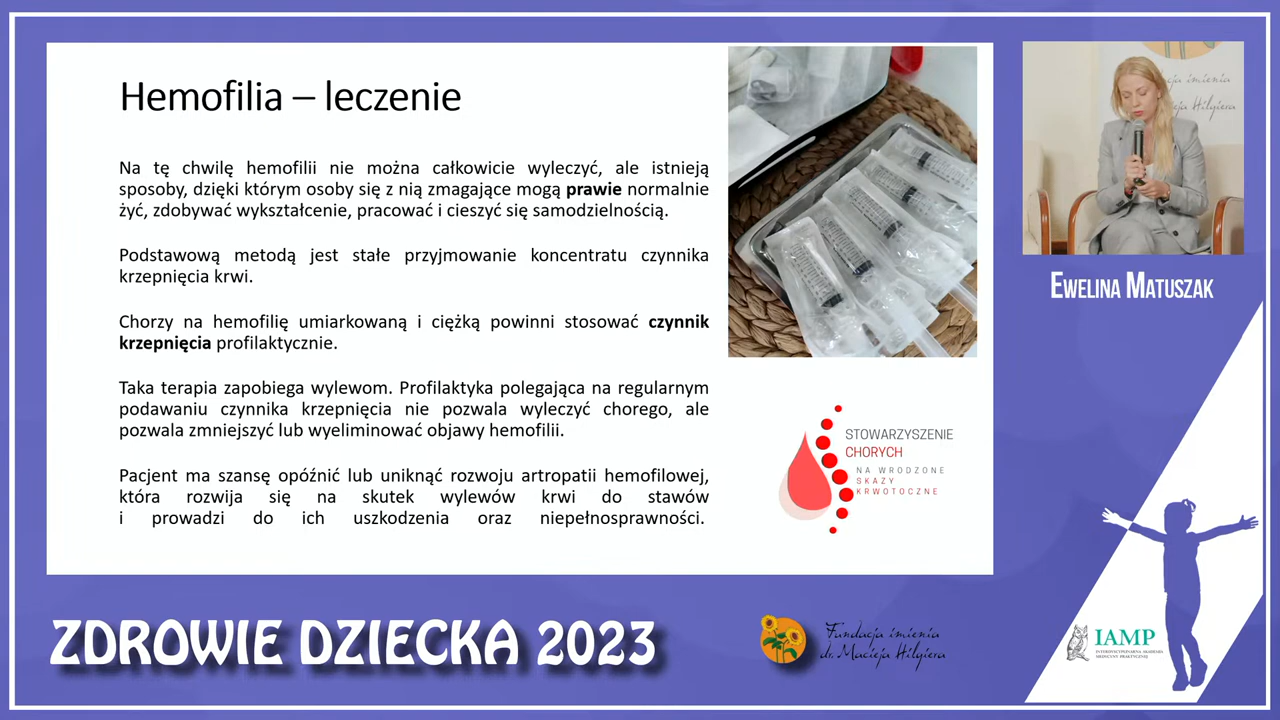 Hemofilia – leczenie
Na tę chwilę hemofilii nie można całkowicie wyleczyć, ale istnieją
sposoby, dzięki którym osoby się z nią zmagające mogą prawie normalnie
żyć, zdobywać wykształcenie, pracować i cieszyć się samodzielnością.
Podstawową metodą jest stałe przyjmowanie koncentratu czynnika
krzepnięcia krwi.
Chorzy na hemofilię umiarkowaną i ciężką powinni stosować czynnik
krzepnięcia profilaktycznie.
Taka terapia zapobiega wylewom. Profilaktyka polegająca na regularnym
podawaniu czynnika krzepnięcia nie pozwala wyleczyć chorego, ale
pozwala zmniejszyć lub wyeliminować objawy hemofilii.
Pacjent ma szansę opóźnić lub uniknąć rozwoju artropatii hemofilowej,
która rozwija się na skutek wylewów krwi do stawów
i prowadzi do ich uszkodzenia oraz niepełnosprawności.
STOWARZYSZENIE
CHORYCH
NA WRODZONE
SKAZY
KRWOTOCZNE
Ewelina Matuszak
ZDROWIE DZIECKA 2023
Fundacja imienia
dr. Macieja Hilgiera
IAMP
INTERDYSCYPLINARNA AKADEMIA
MEDYCYNY PRAKTYCZNEJ